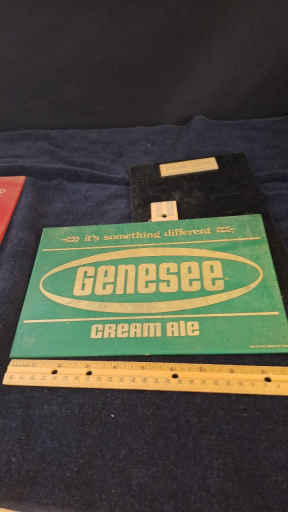 it's something different
GENESEE
CREAM ALE